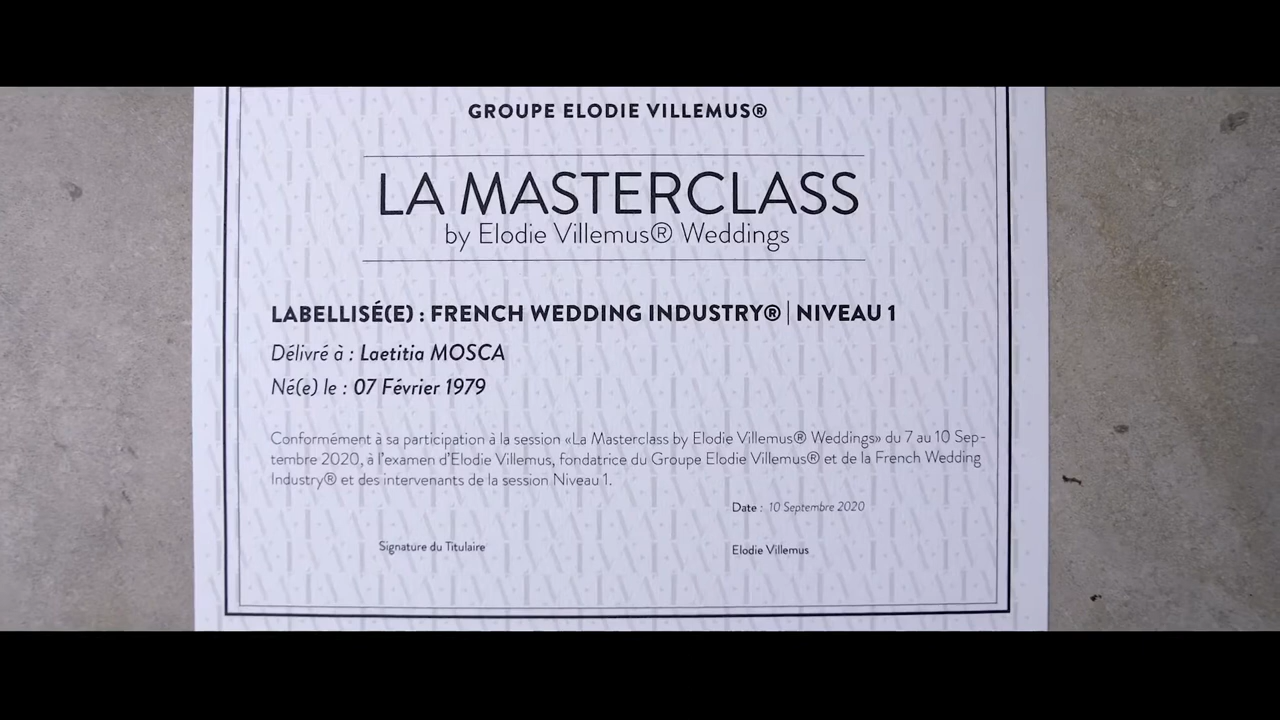 GROUPE ELODIE VILLEMUS®
LA MASTERCLASS
by Elodie Villemus® Weddings
LABELLISÉ(E) : FRENCH WEDDING INDUSTRY® | NIVEAU 1
Délivré à : Laetitia MOSCA
Né(e) le : 07 Février 1979
Conformément à sa participation à la session «La Masterclass by Elodie Villemus® Weddings» du 7 au 10 Sep-
tembre 2020, à l'examen d'Elodie Villemus, fondatrice du Groupe Elodie Villemus® et de la French Wedding
Industry® et des intervenants de la session Niveau 1.
Date : 10 Septembre 2020
Signature du Titulaire
Elodie Villemus